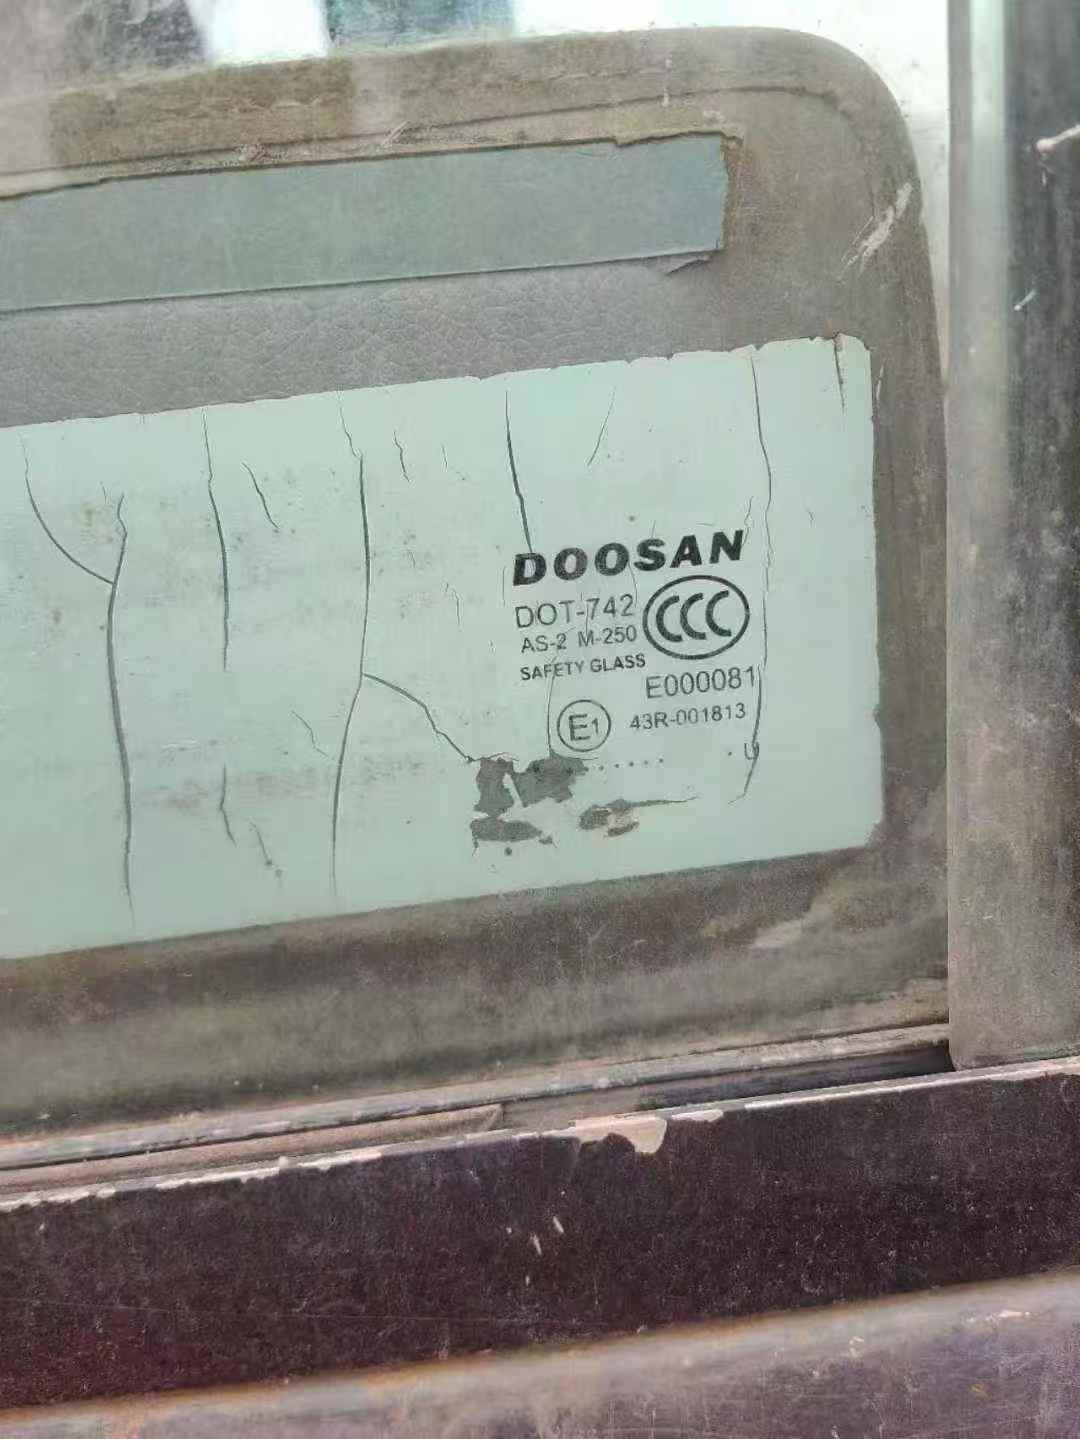 DOOSAN
DOT-742
AS-2 M-250
CCC
SAFETY GLASS
E000081
E1
43R-001813